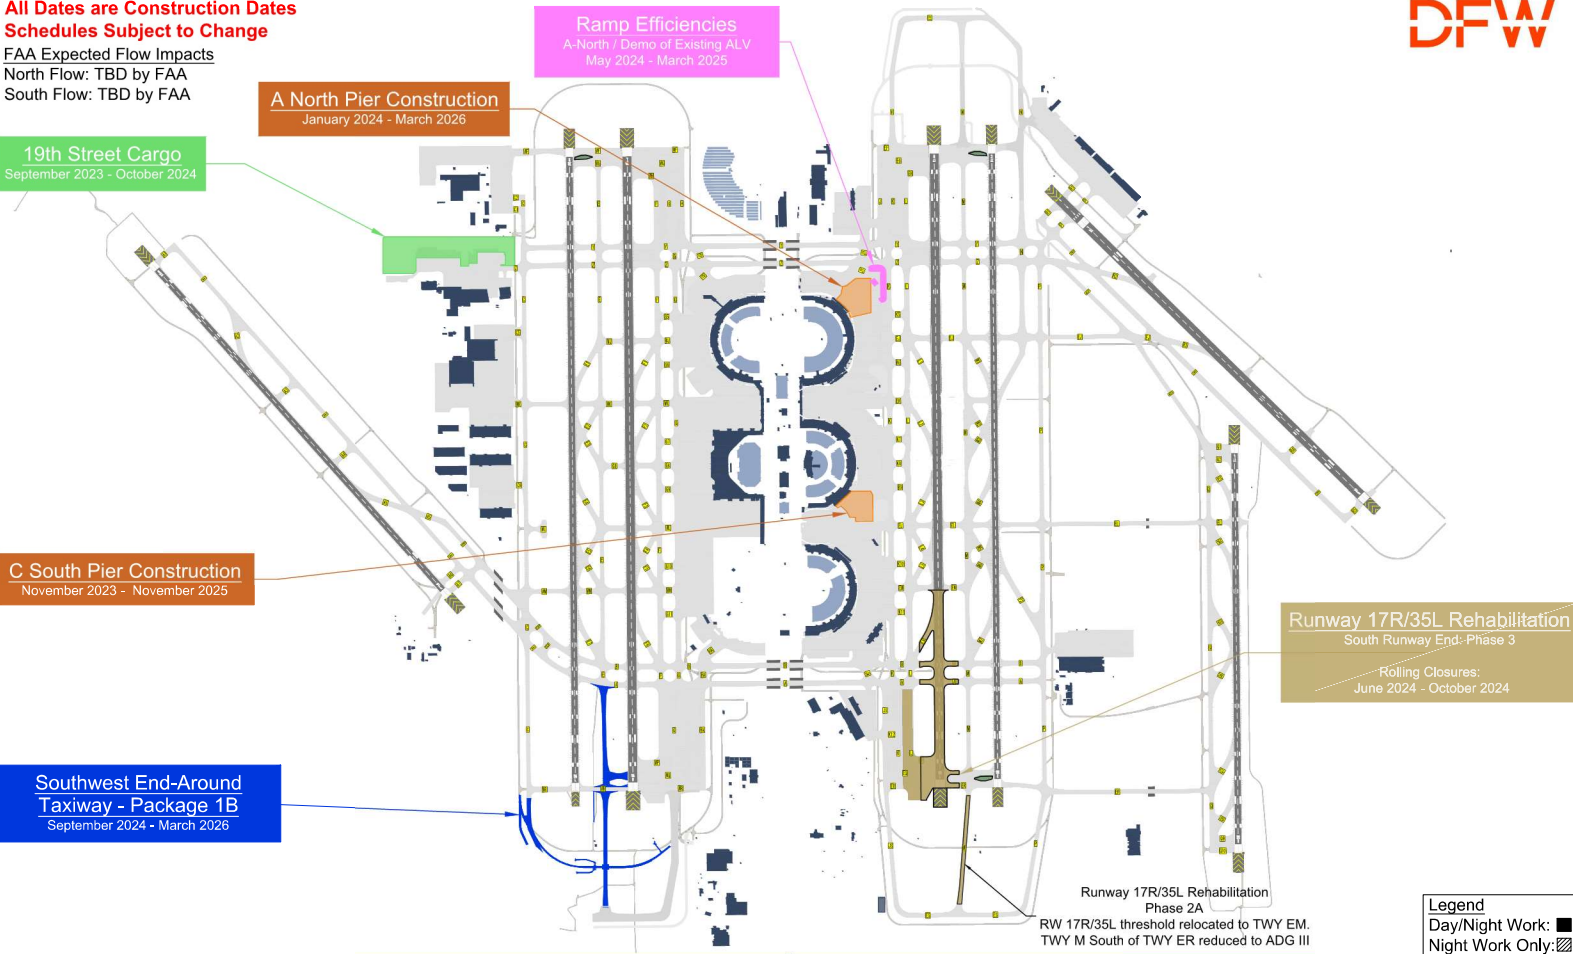 All Dates are Construction Dates
Schedules Subject to Change
FAA Expected Flow Impacts
North Flow: TBD by FAA
South Flow: TBD by FAA
DFW
Ramp Efficiencies
A-North / Demo of Existing ALV
May 2024 - March 2025
A North Pier Construction
January 2024 - March 2026
19th Street Cargo
September 2023 - October 2024
C South Pier Construction
November 2023 - November 2025
Runway 17R/35L Rehabilitation
South Runway End: Phase 3
Rolling Closures:
June 2024 - October 2024
Southwest End-Around
Taxiway - Package 1B
September 2024 - March 2026
Runway 17R/35L Rehabilitation
Phase 2A
RW 17R/35L threshold relocated to TWY EM.
TWY M South of TWY ER reduced to ADG III
Legend
Day/Night Work:
Night Work Only: